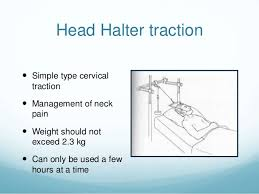 Head Halter traction
Simple type cervical
traction
Management of neck
pain
Weight should not
exceed 2.3 kg
Can only be used a few
hours at a time